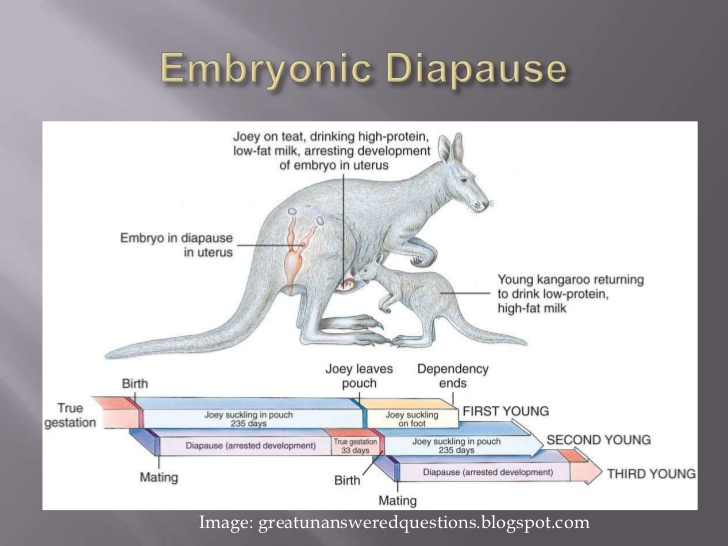 Embryonic Diapause
Joey on teat, drinking high-protein,
low-fat milk, arresting development
of embryo in uterus
Embryo in diapause
in uterus
Young kangaroo returning
to drink low-protein,
high-fat milk
Joey leaves
pouch
Dependency
ends
Birth
True
gestation
Joey suckling in pouch
235 days
Joey suckling
on foot
FIRST YOUNG
Diapause (arrested development)
True gestation
33 days
Joey suckling in pouch
235 days
SECOND YOUNG
Mating
Birth
Diapause (arrested development)
THIRD YOUNG
Mating
Image: greatunansweredquestions.blogspot.com